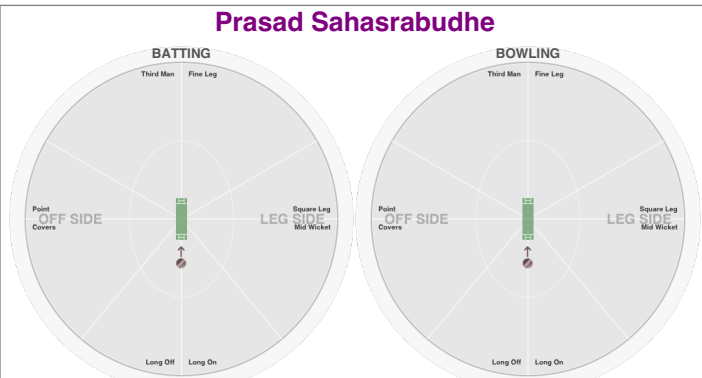 Prasad Sahasrabudhe
BATTING
Third Man Fine Leg
Point
OFF SIDE
Covers
Square Leg
LEG SIDE
Mid Wicket
Long Off Long On
BOWLING
Third Man Fine Leg
Point
OFF SIDE
Covers
Square Leg
LEG SIDE
Mid Wicket
Long Off Long On